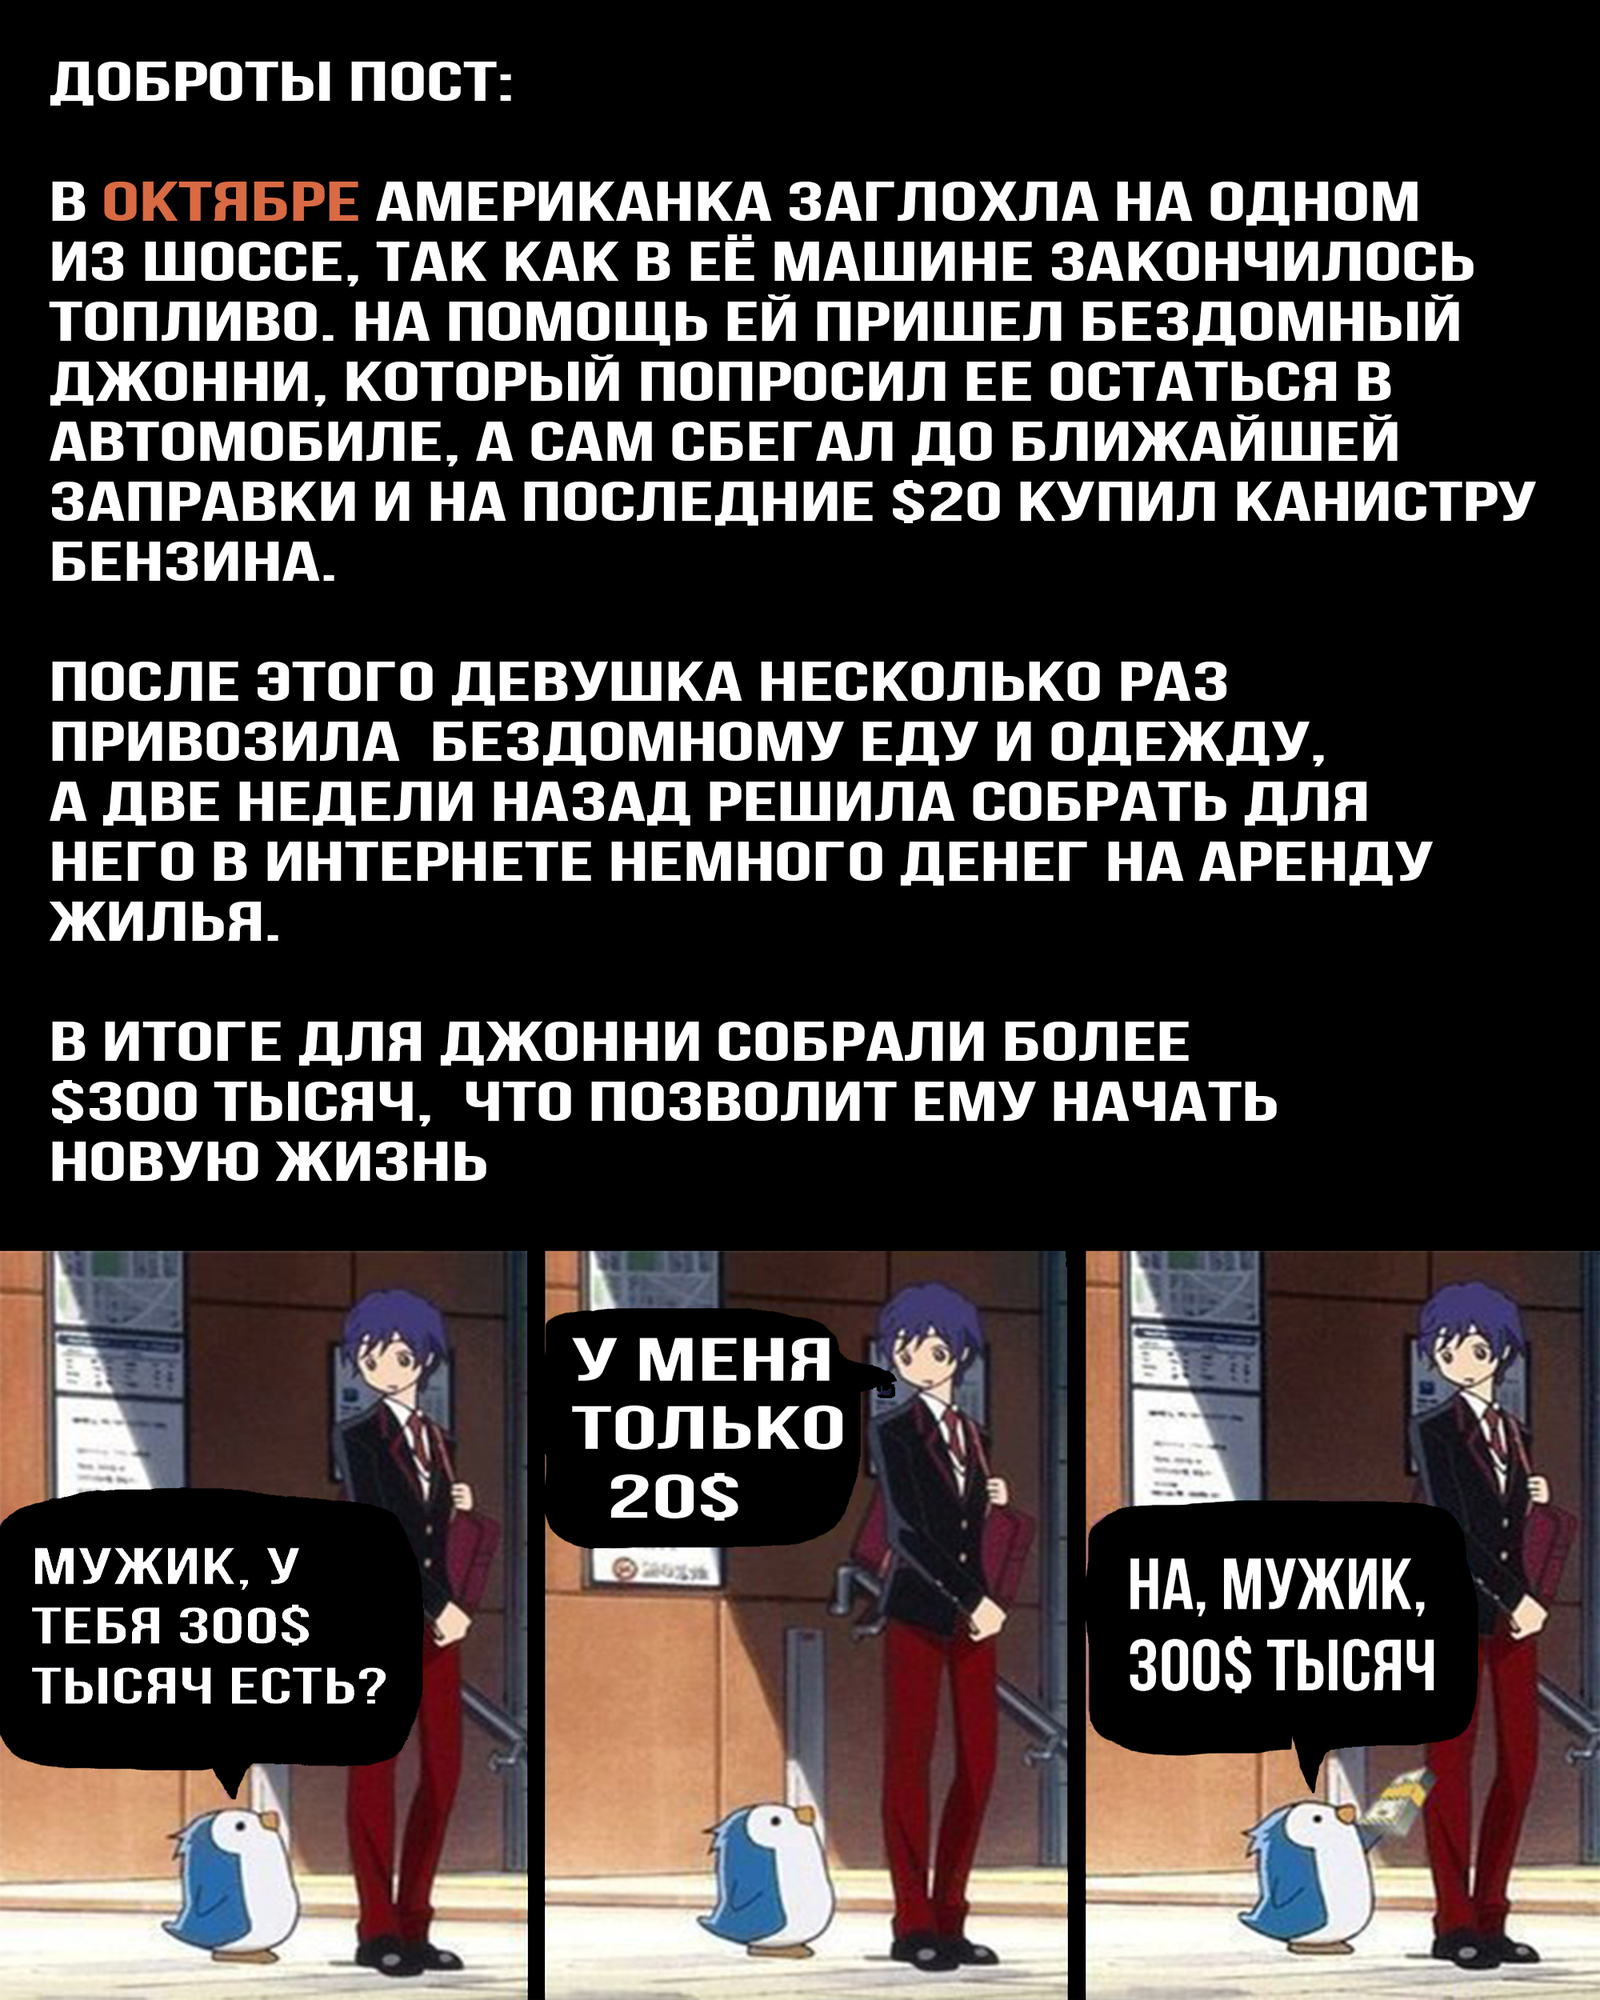 ДОБРОТЫ ПОСТ:
В ОКТЯБРЕ АМЕРИКАНКА ЗАГЛОХЛА НА ОДНОМ
ИЗ ШОССЕ, ТАК КАК В ЕЁ МАШИНЕ ЗАКОНЧИЛОСЬ
ТОПЛИВО. НА ПОМОЩЬ ЕЙ ПРИШЕЛ БЕЗДОМНЫЙ
ДЖОННИ, КОТОРЫЙ ПОПРОСИЛ ЕЕ ОСТАТЬСЯ В
АВТОМОБИЛЕ, А САМ СБЕГАЛ ДО БЛИЖАЙШЕЙ
ЗАПРАВКИ И НА ПОСЛЕДНИЕ $20 КУПИЛ КАНИСТРУ
БЕНЗИНА.
ПОСЛЕ ЭТОГО ДЕВУШКА НЕСКОЛЬКО РАЗ
ПРИВОЗИЛА БЕЗДОМНОМУ ЕДУ И ОДЕЖДУ,
А ДВЕ НЕДЕЛИ НАЗАД РЕШИЛА СОБРАТЬ ДЛЯ
НЕГО В ИНТЕРНЕТЕ НЕМНОГО ДЕНЕГ НА АРЕНДУ
ЖИЛЬЯ.
В ИТОГЕ ДЛЯ ДЖОННИ СОБРАЛИ БОЛЕЕ
$300 ТЫСЯЧ, ЧТО ПОЗВОЛИТ ЕМУ НАЧАТЬ
НОВУЮ ЖИЗНЬ
МУЖИК, У
ТЕБЯ 300$
ТЫСЯЧ ЕСТЬ?
У МЕНЯ
ТОЛЬКО
20$
НА, МУЖИК,
300$ ТЫСЯЧ